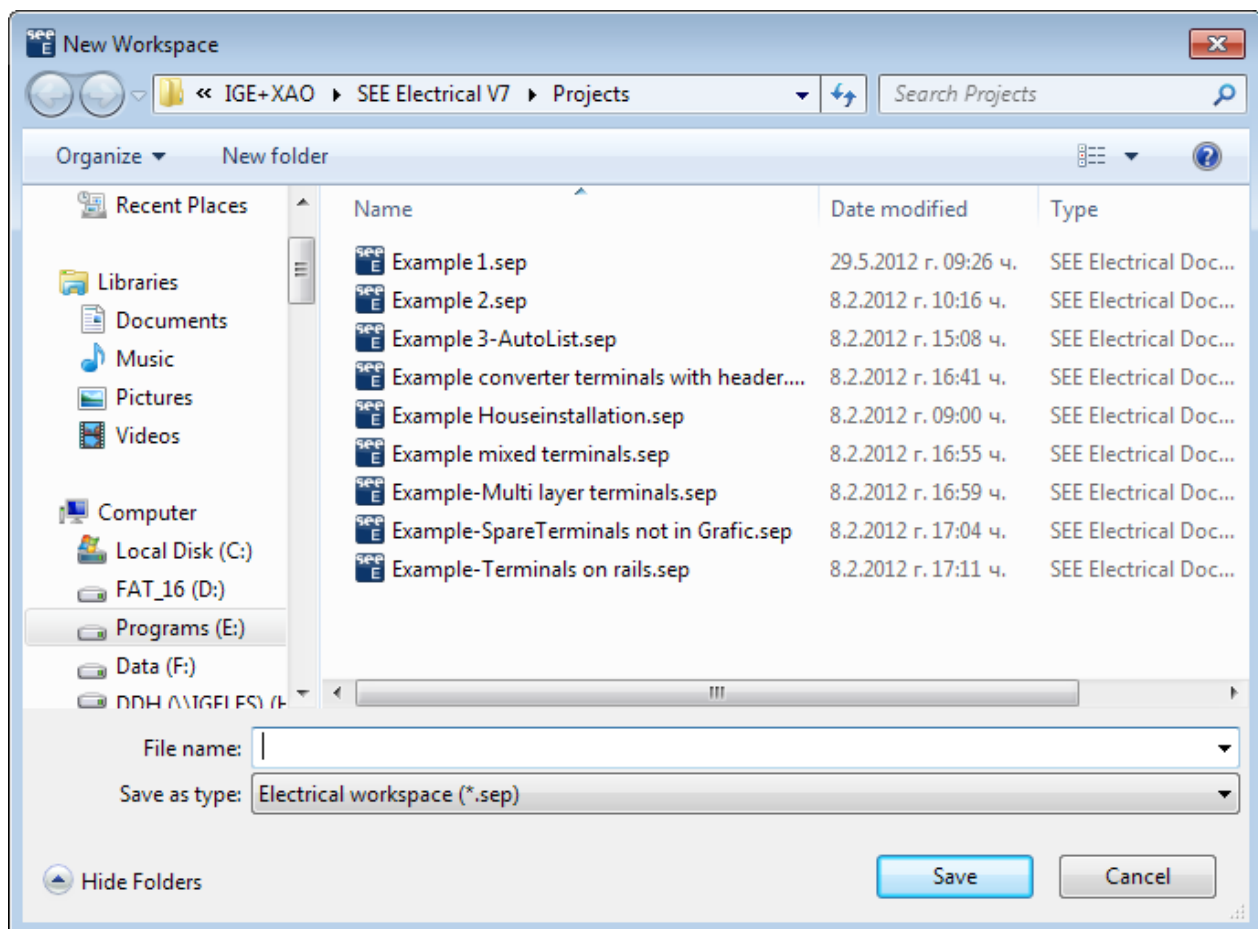 New Workspace
« IGE+XAO ▸ SEE Electrical V7 ▸ Projects
Search Projects
Organize ▾ New folder
Recent Places
Libraries
Documents
Music
Pictures
Videos
Computer
Local Disk (C:)
FAT_16 (D:)
Programs (E:)
Data (F:)
DDH (\\IGELFS) (H
Name Date modified Type
Example 1.sep 29.5.2012 г. 09:26 ч. SEE Electrical Doc...
Example 2.sep 8.2.2012 г. 10:16 ч. SEE Electrical Doc...
Example 3-AutoList.sep 8.2.2012 г. 15:08 ч. SEE Electrical Doc...
Example converter terminals with header.... 8.2.2012 г. 16:41 ч. SEE Electrical Doc...
Example Houseinstallation.sep 8.2.2012 г. 09:00 ч. SEE Electrical Doc...
Example mixed terminals.sep 8.2.2012 г. 16:55 ч. SEE Electrical Doc...
Example-Multi layer terminals.sep 8.2.2012 г. 16:59 ч. SEE Electrical Doc...
Example-SpareTerminals not in Grafic.sep 8.2.2012 г. 17:04 ч. SEE Electrical Doc...
Example-Terminals on rails.sep 8.2.2012 г. 17:11 ч. SEE Electrical Doc...
File name:
Save as type: Electrical workspace (*.sep)
Hide Folders
Save Cancel